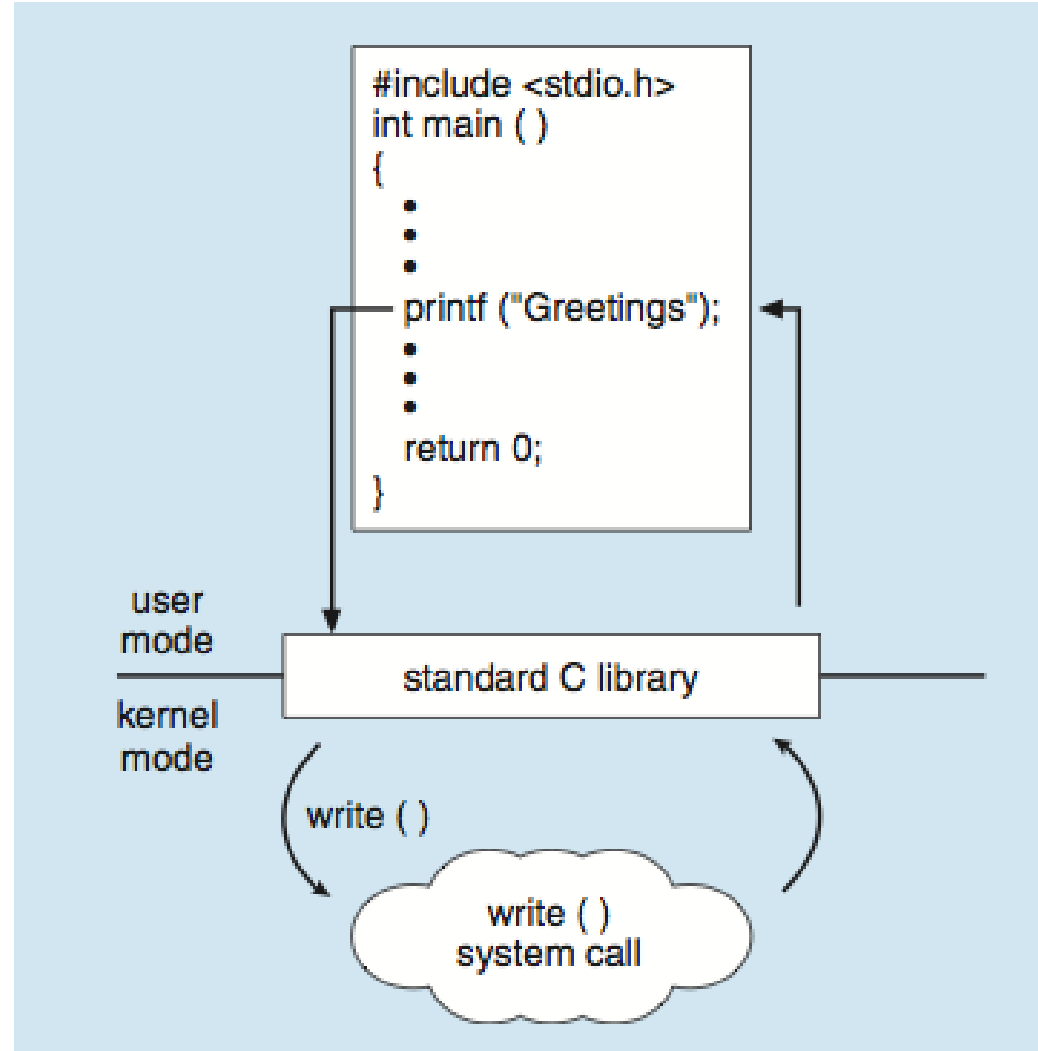 #include <stdio.h>
int main ( )
{
•
•
•
printf ("Greetings");
•
•
•
return 0;
}
user
mode
standard C library
kernel
mode
write ( )
write ( )
system call